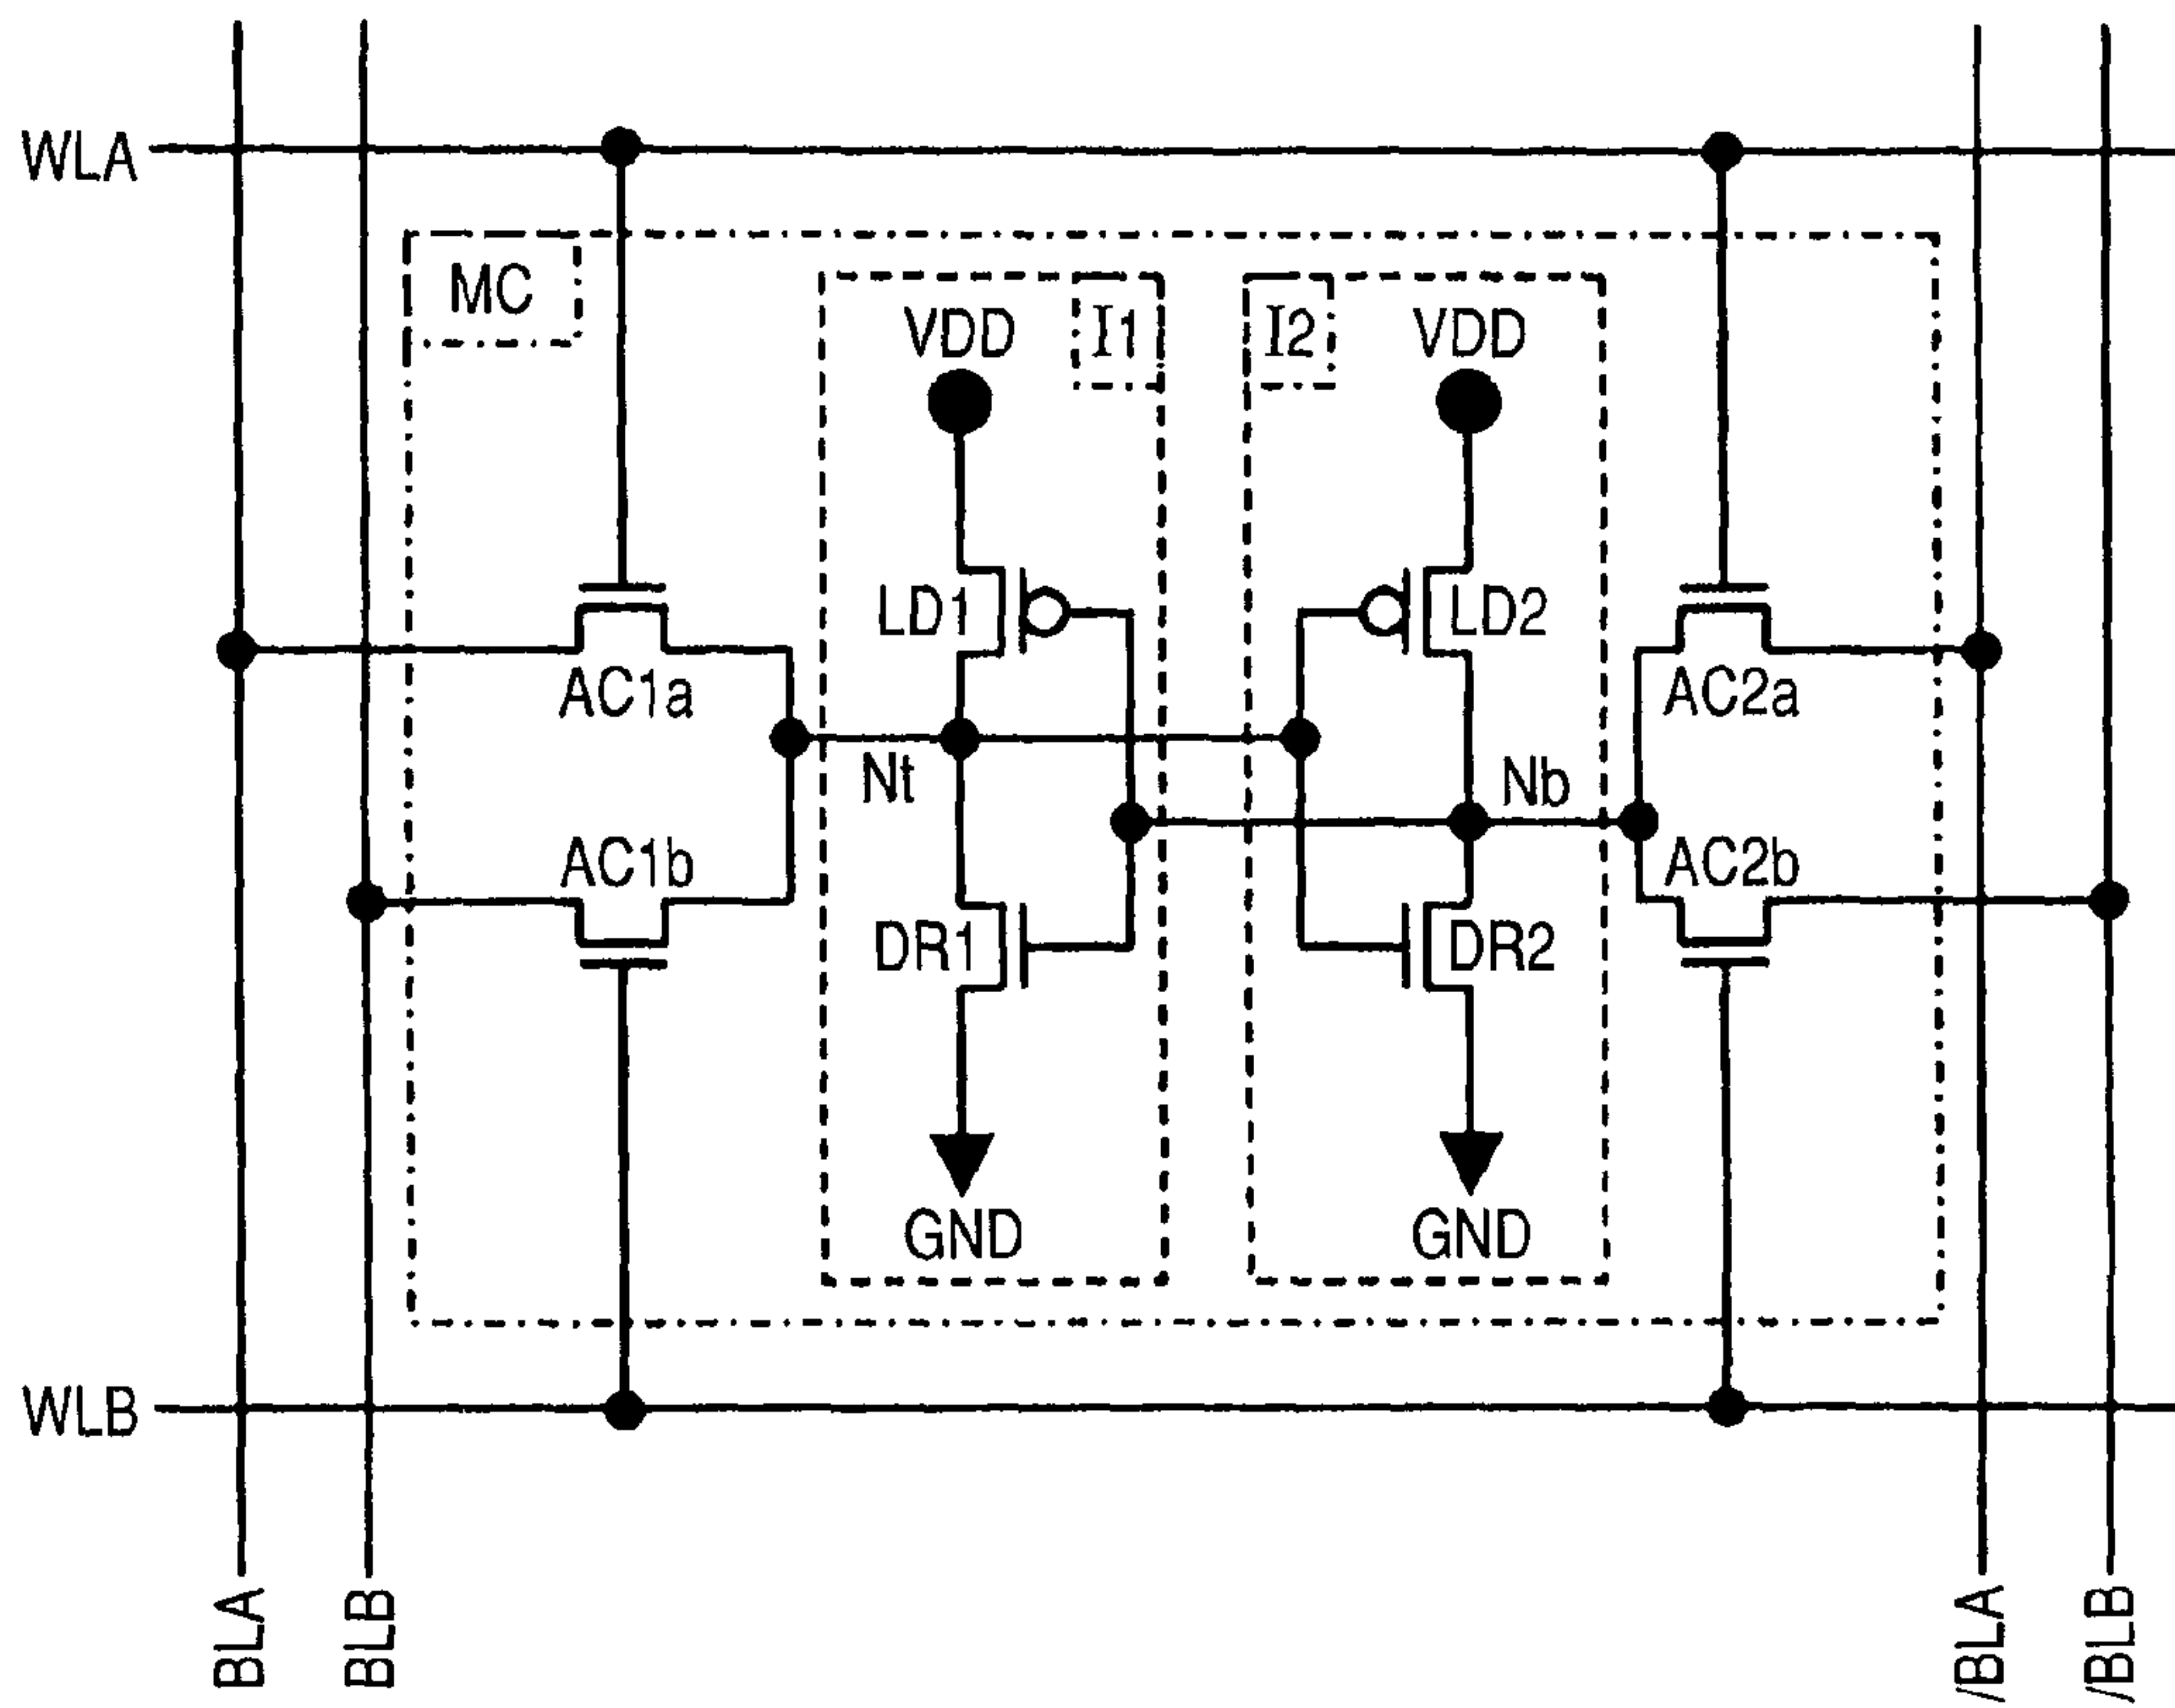 WLA
MC
VDD
I1
I2
VDD
LD1
LD2
AC1a
AC2a
Nt
Nb
AC1b
AC2b
DR1
DR2
GND
GND
WLB
BLA
BLB
/BLA
/BLB